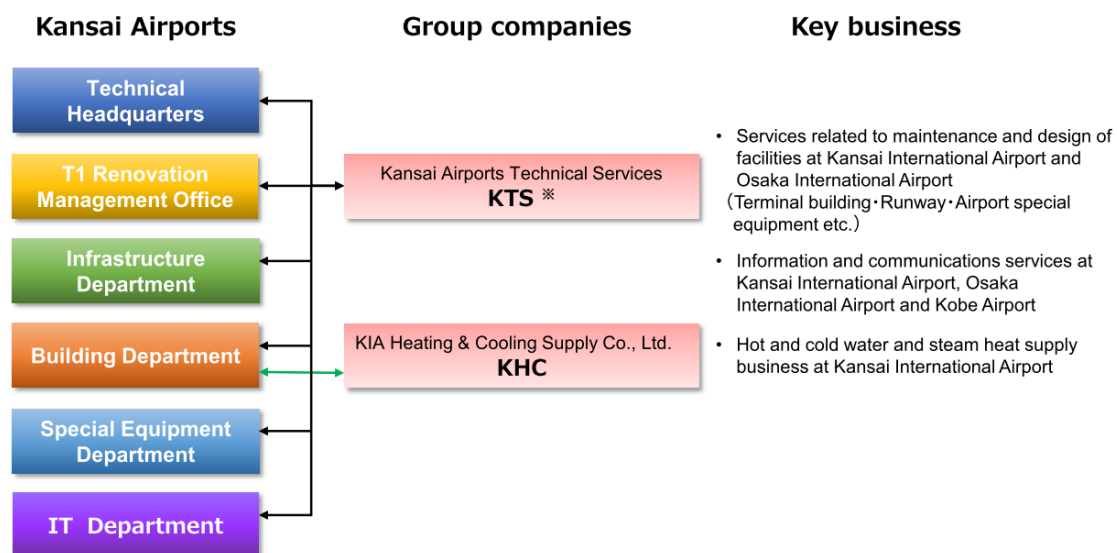 Kansai Airports
Group companies
Key business
Technical
Headquarters
T1 Renovation
Management Office
Infrastructure
Department
Building Department
Special Equipment
Department
IT Department
Kansai Airports Technical Services
KTS ※
KIA Heating & Cooling Supply Co., Ltd.
KHC
• Services related to maintenance and design of
facilities at Kansai International Airport and
Osaka International Airport
（Terminal building・Runway・Airport special
equipment etc.）
• Information and communications services at
Kansai International Airport, Osaka
International Airport and Kobe Airport
• Hot and cold water and steam heat supply
business at Kansai International Airport